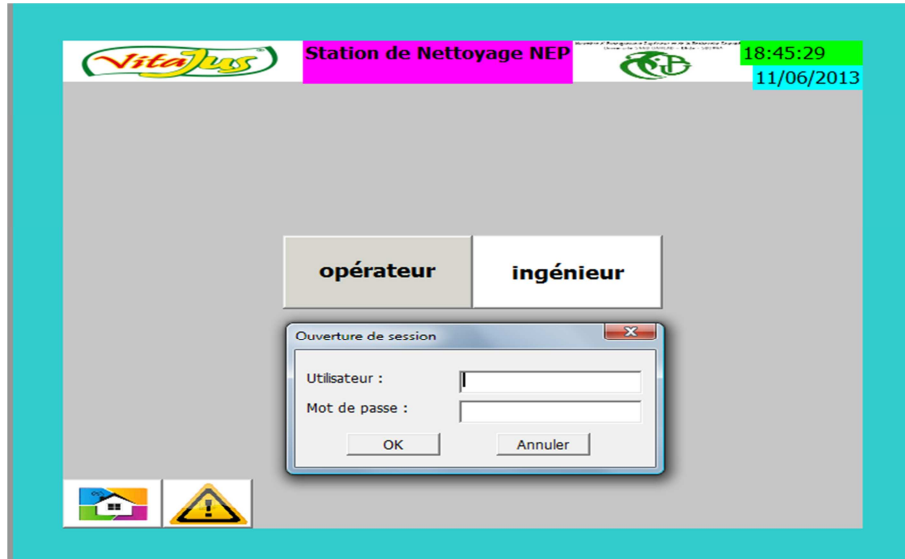 Vitajus
Station de Nettoyage NEP
18:45:29
11/06/2013
opérateur
ingénieur
Ouverture de session
Utilisateur :
Mot de passe :
OK
Annuler